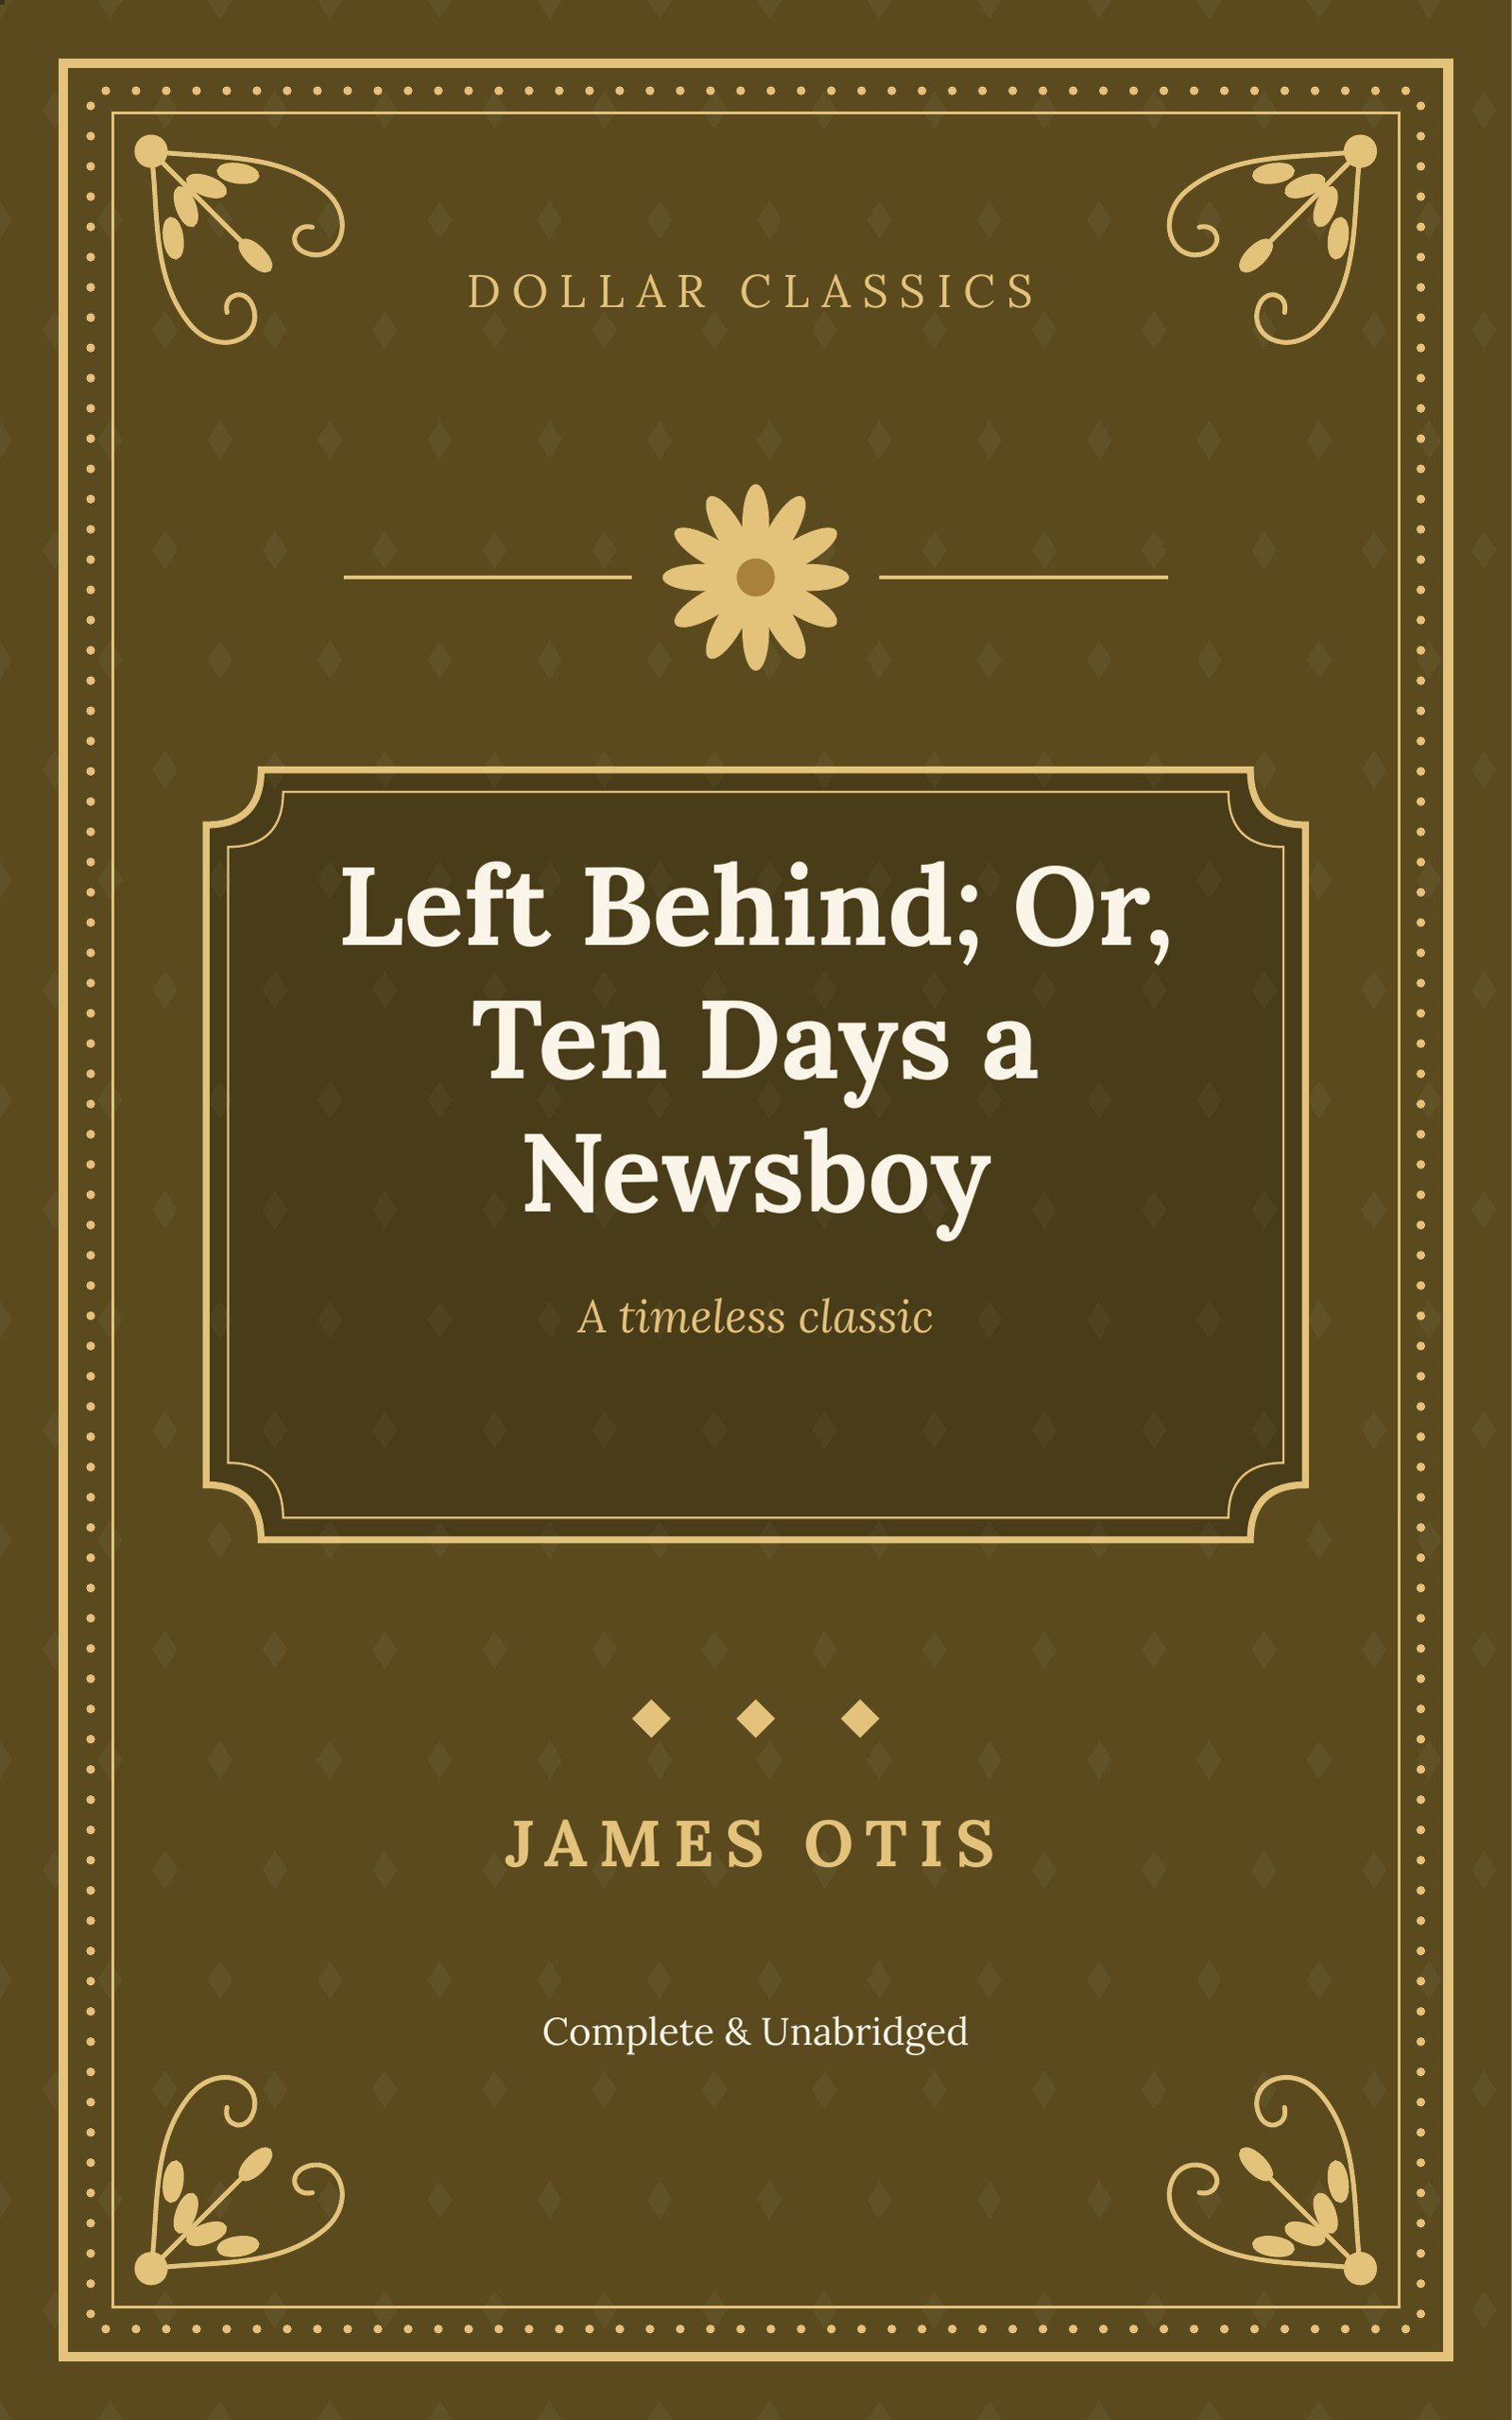 DOLLAR CLASSICS
Left Behind; Or,
Ten Days a
Newsboy
A timeless classic
JAMES OTIS
Complete & Unabridged